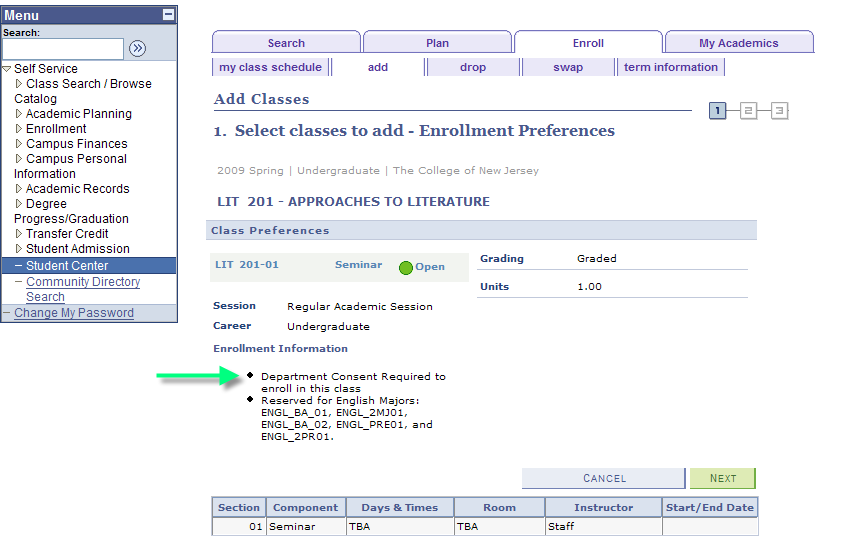 Menu
Search:
Self Service
Class Search / Browse
Catalog
Academic Planning
Enrollment
Campus Finances
Campus Personal
Information
Academic Records
Degree
Progress/Graduation
Transfer Credit
Student Admission
Student Center
Community Directory
Search
Change My Password
Search Plan Enroll My Academics
my class schedule add drop swap term information
Add Classes
1 2 3
1. Select classes to add - Enrollment Preferences
2009 Spring | Undergraduate | The College of New Jersey
LIT 201 - APPROACHES TO LITERATURE
Class Preferences
LIT 201-01 Seminar Open
Grading Graded
Units 1.00
Session Regular Academic Session
Career Undergraduate
Enrollment Information
Department Consent Required to
enroll in this class
Reserved for English Majors:
ENGL_BA_01, ENGL_2MJ01,
ENGL_BA_02, ENGL_PRE01, and
ENGL_2PR01.
CANCEL NEXT
Section Component Days & Times Room Instructor Start/End Date
01 Seminar TBA TBA Staff